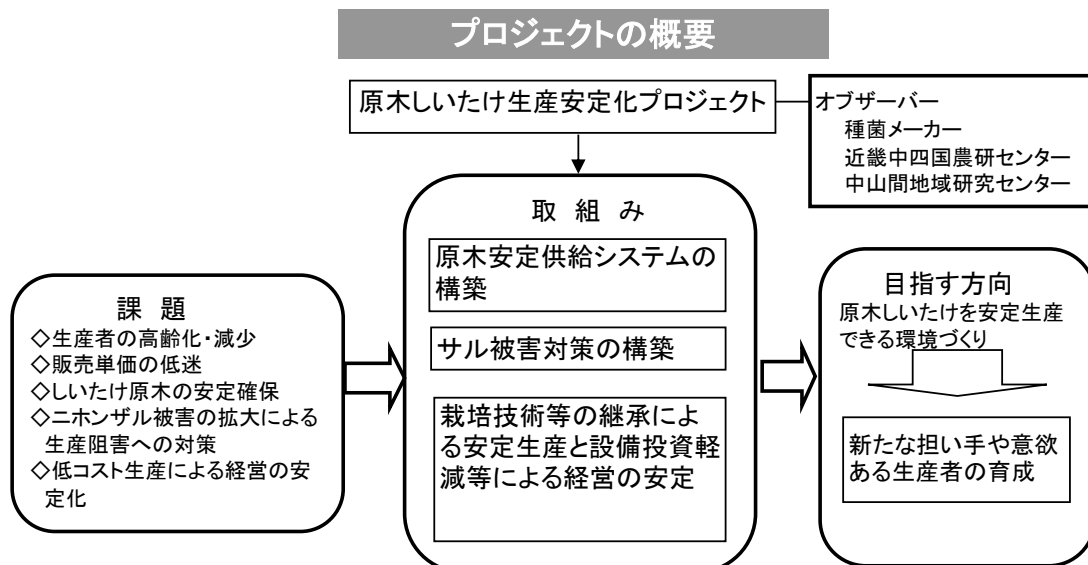 プロジェクトの概要
原木しいたけ生産安定化プロジェクト
オブザーバー
種菌メーカー
近畿中四国農研センター
中山間地域研究センター
課 題
◇生産者の高齢化・減少
◇販売単価の低迷
◇しいたけ原木の安定確保
◇ニホンザル被害の拡大による
生産阻害への対策
◇低コスト生産による経営の安
定化
取 組 み
原木安定供給システムの
構築
サル被害対策の構築
栽培技術等の継承によ
る安定生産と設備投資軽
減等による経営の安定
目指す方向
原木しいたけを安定生産
できる環境づくり
新たな担い手や意欲
ある生産者の育成